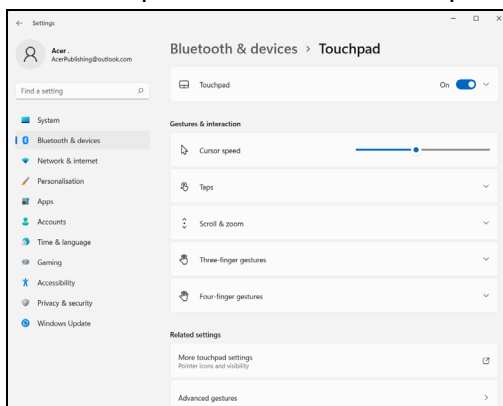 Settings
Acer .
AcerPublishing@outlook.com
Find a setting
System
Bluetooth & devices
Network & internet
Personalisation
Apps
Accounts
Time & language
Gaming
Accessibility
Privacy & security
Windows Update
Bluetooth & devices > Touchpad
Touchpad
On
Gestures & interaction
Cursor speed
Taps
Scroll & zoom
Three-finger gestures
Four-finger gestures
Related settings
More touchpad settings
Pointer icons and visibility
Advanced gestures